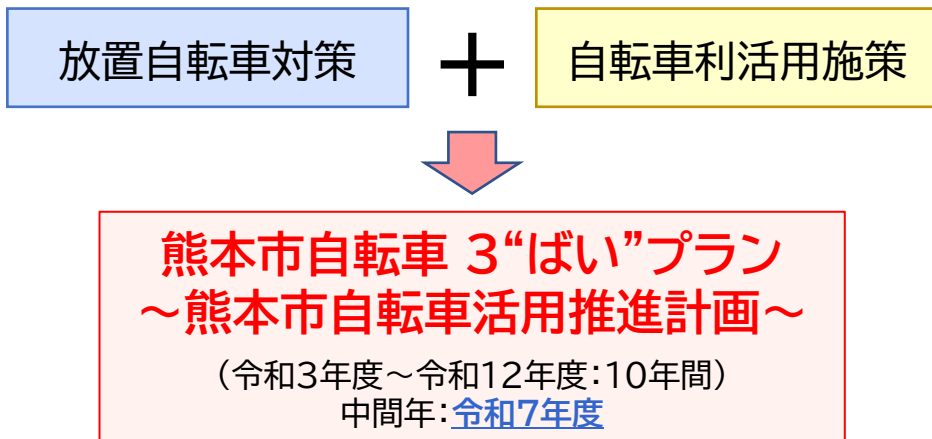 放置自転車対策
＋
自転車利活用施策
熊本市自転車 3“ばい”プラン
～熊本市自転車活用推進計画～
（令和3年度～令和12年度：10年間）
中間年：令和7年度